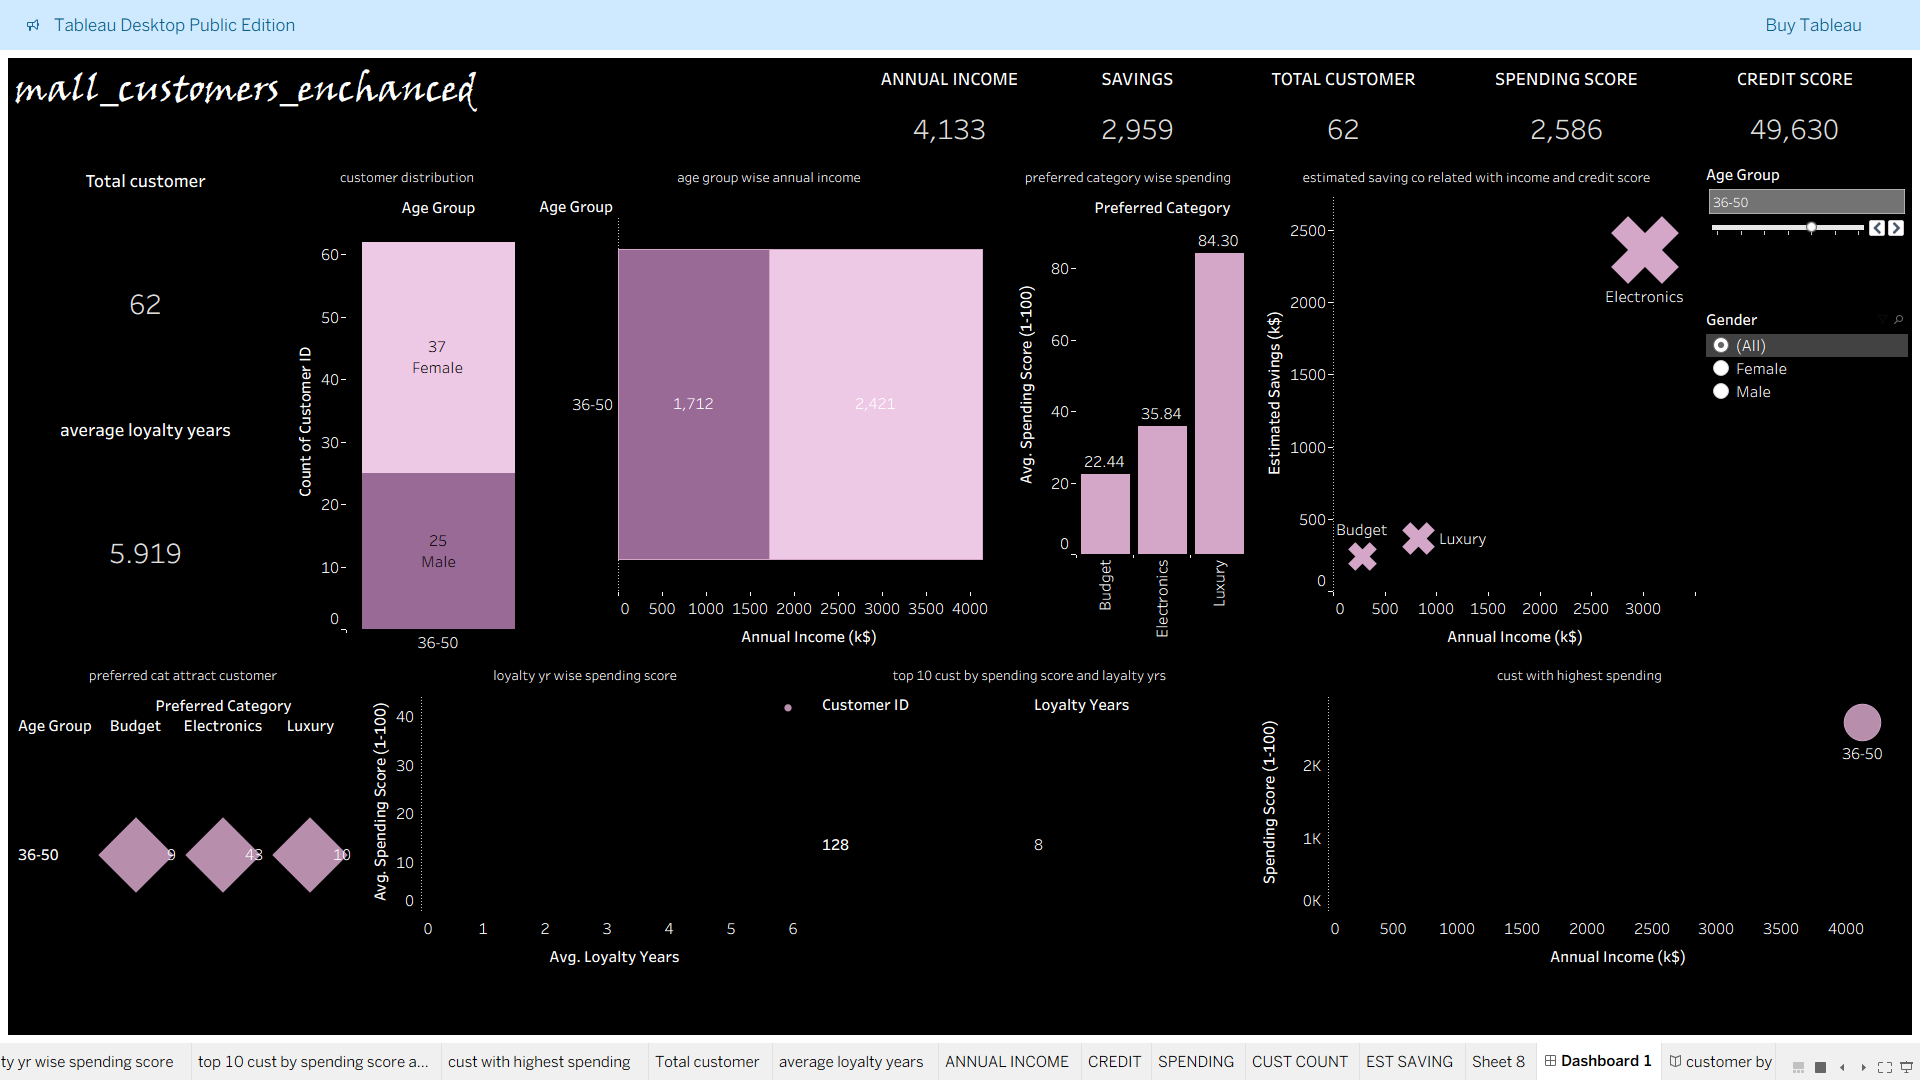 Tableau Desktop Public Edition
Buy Tableau
mall_customers_enchanced
ANNUAL INCOME
4,133
SAVINGS
2,959
TOTAL CUSTOMER
62
SPENDING SCORE
2,586
CREDIT SCORE
49,630
Total customer
62
average loyalty years
5.919
customer distribution
Age Group
Count of Customer ID
60
50
40
30
20
10
0
37
Female
25
Male
36-50
age group wise annual income
Age Group
36-50
1,712
2,421
0 500 1000 1500 2000 2500 3000 3500 4000
Annual Income (k$)
preferred category wise spending
Preferred Category
Avg. Spending Score (1-100)
80
60
40
20
0
22.44
35.84
84.30
Budget
Electronics
Luxury
estimated saving co related with income and credit score
Estimated Savings (k$)
2500
2000
1500
1000
500
0
Electronics
Budget
Luxury
0 500 1000 1500 2000 2500 3000
Annual Income (k$)
Age Group
36-50
Gender
(All)
Female
Male
preferred cat attract customer
Preferred Category
Age Group Budget Electronics Luxury
36-50 9 43 10
loyalty yr wise spending score
Avg. Spending Score (1-100)
40
30
20
10
0
0 1 2 3 4 5 6
Avg. Loyalty Years
top 10 cust by spending score and layalty yrs
Customer ID Loyalty Years
128 8
cust with highest spending
Spending Score (1-100)
2K
1K
0K
36-50
0 500 1000 1500 2000 2500 3000 3500 4000
Annual Income (k$)
ty yr wise spending score
top 10 cust by spending score a...
cust with highest spending
Total customer
average loyalty years
ANNUAL INCOME
CREDIT
SPENDING
CUST COUNT
EST SAVING
Sheet 8
Dashboard 1
customer by